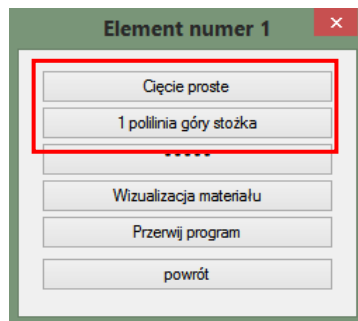 Element numer 1
Cięcie proste
1 polilinia góry stożka
-----
Wizualizacja materiału
Przerwij program
powrót